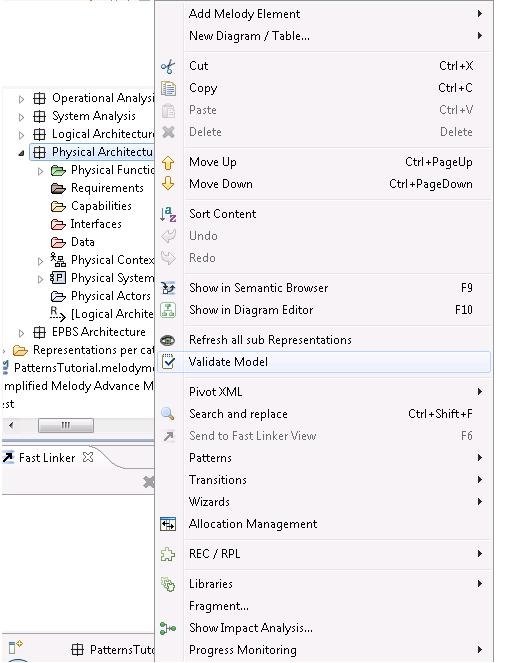 Add Melody Element
New Diagram / Table...
Cut Ctrl+X
Copy Ctrl+C
Paste Ctrl+V
Delete Delete
Move Up Ctrl+PageUp
Move Down Ctrl+PageDown
Sort Content
Undo
Redo
Show in Semantic Browser F9
Show in Diagram Editor F10
Refresh all sub Representations
Validate Model
Pivot XML
Search and replace Ctrl+Shift+F
Send to Fast Linker View F6
Patterns
Transitions
Wizards
Allocation Management
REC / RPL
Libraries
Fragment...
Show Impact Analysis...
Progress Monitoring
Operational Analysi
System Analysis
Logical Architecture
Physical Architectu
Physical Functio
Requirements
Capabilities
Interfaces
Data
Physical Contex
Physical System
Physical Actors
[Logical Archite
EPBS Architecture
Representations per cat
PatternsTutorial.melodym
mplified Melody Advance M
st
Fast Linker
PatternsTuto